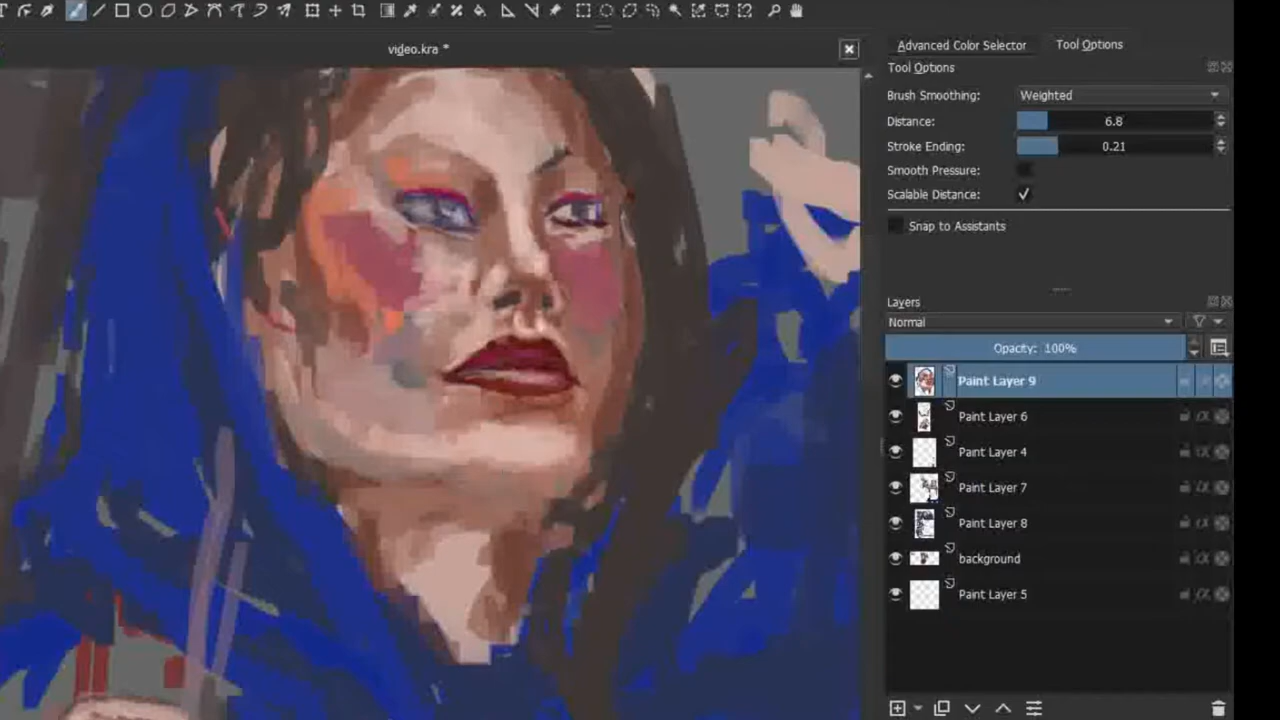 video.kra *
Advanced Color Selector
Tool Options
Tool Options
Brush Smoothing: Weighted
Distance: 6.8
Stroke Ending: 0.21
Smooth Pressure:
Scalable Distance:
Snap to Assistants
Layers
Normal
Opacity: 100%
Paint Layer 9
Paint Layer 6
Paint Layer 4
Paint Layer 7
Paint Layer 8
background
Paint Layer 5